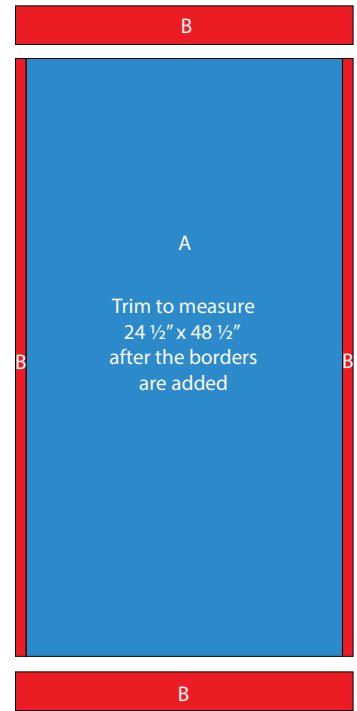 B
A
Trim to measure
24 ½” x 48 ½”
after the borders
are added
B
B
B